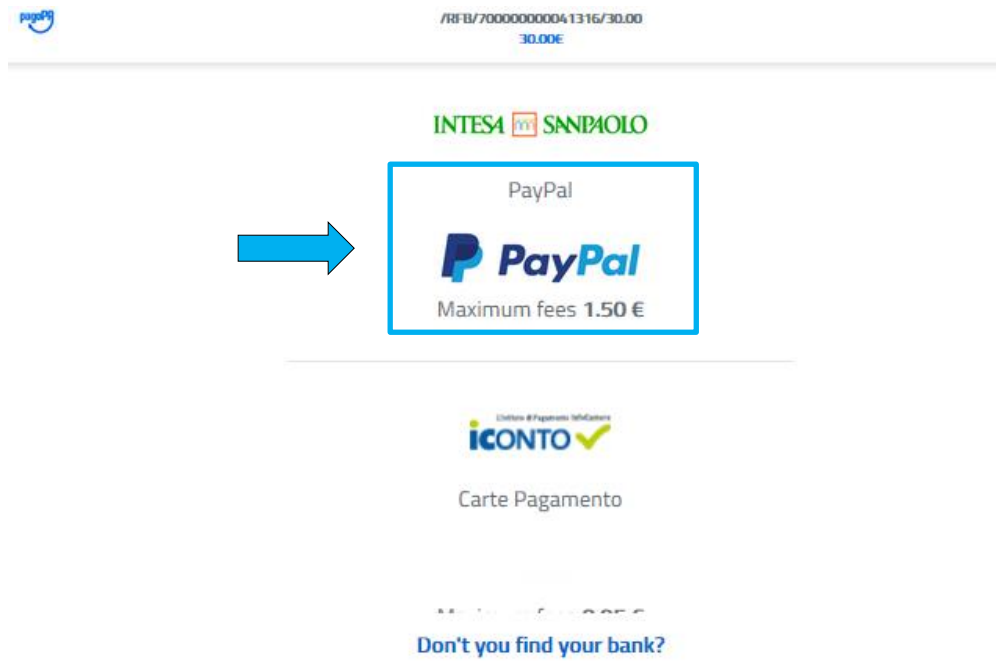 pagoPA
/RFB/700000000041316/30.00
30.00€
INTESA SANPAOLO
PayPal
PayPal
Maximum fees 1.50 €
iCONTO
Carte Pagamento
Don't you find your bank?